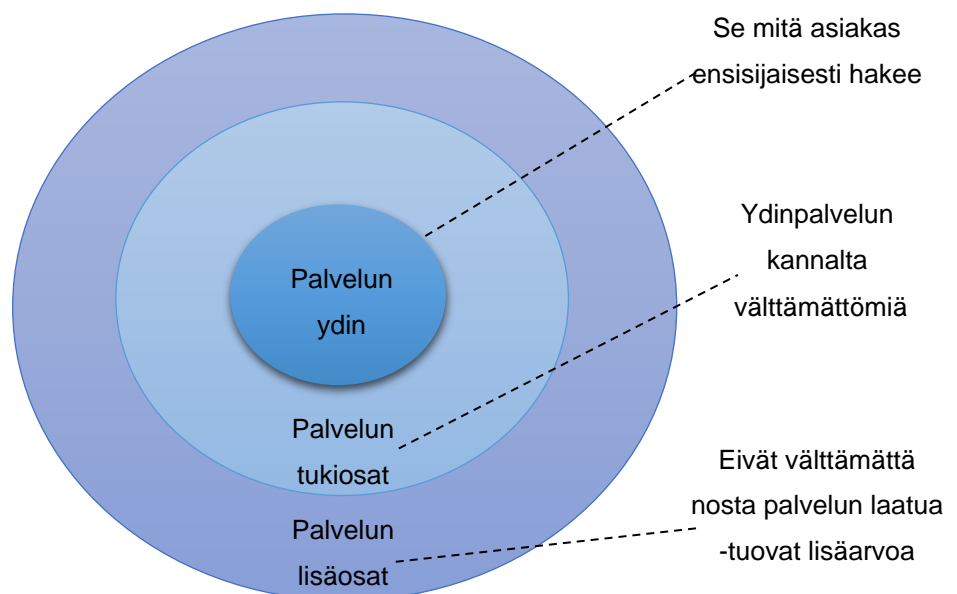 Se mitä asiakas
ensisijaisesti hakee
Ydinpalvelun
kannalta
välttämättömiä
Palvelun
ydin
Palvelun
tukiosat
Eivät välttämättä
nosta palvelun laatua
-tuovat lisäarvoa
Palvelun
lisäosat